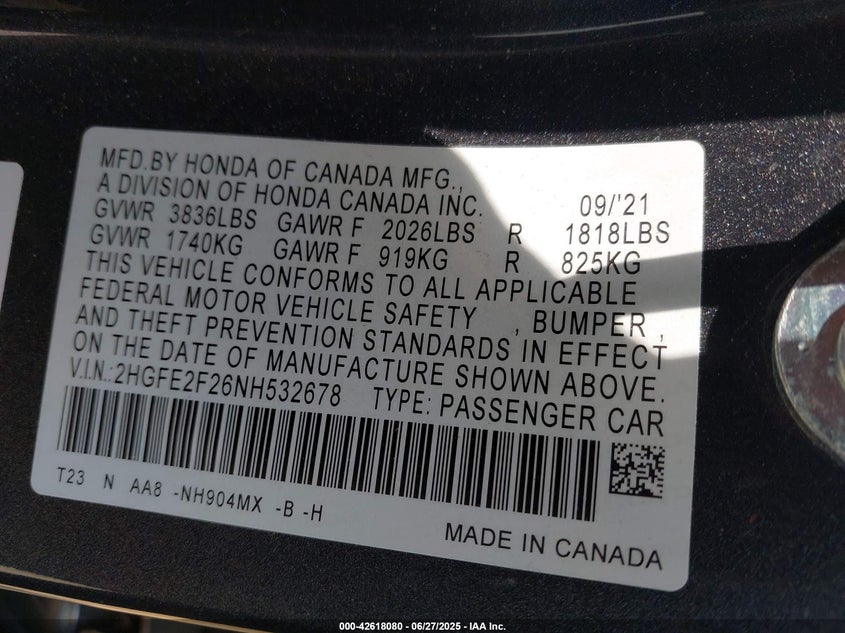 MFD.BY HONDA OF CANADA MFG.,
A DIVISION OF HONDA CANADA INC. 09/'21
GVWR 3836LBS GAWR F 2026LBS R 1818LBS
GVWR 1740KG GAWR F 919KG R 825KG
THIS VEHICLE CONFORMS TO ALL APPLICABLE
FEDERAL MOTOR VEHICLE SAFETY , BUMPER ,
AND THEFT PREVENTION STANDARDS IN EFFECT
ON THE DATE OF MANUFACTURE SHOWN ABOVE.
V.I.N.:2HGFE2F26NH532678 TYPE: PASSENGER CAR
T23 N AA8 -NH904MX -B -H
MADE IN CANADA
000-42618080 - 06/27/2025 - IAA Inc.